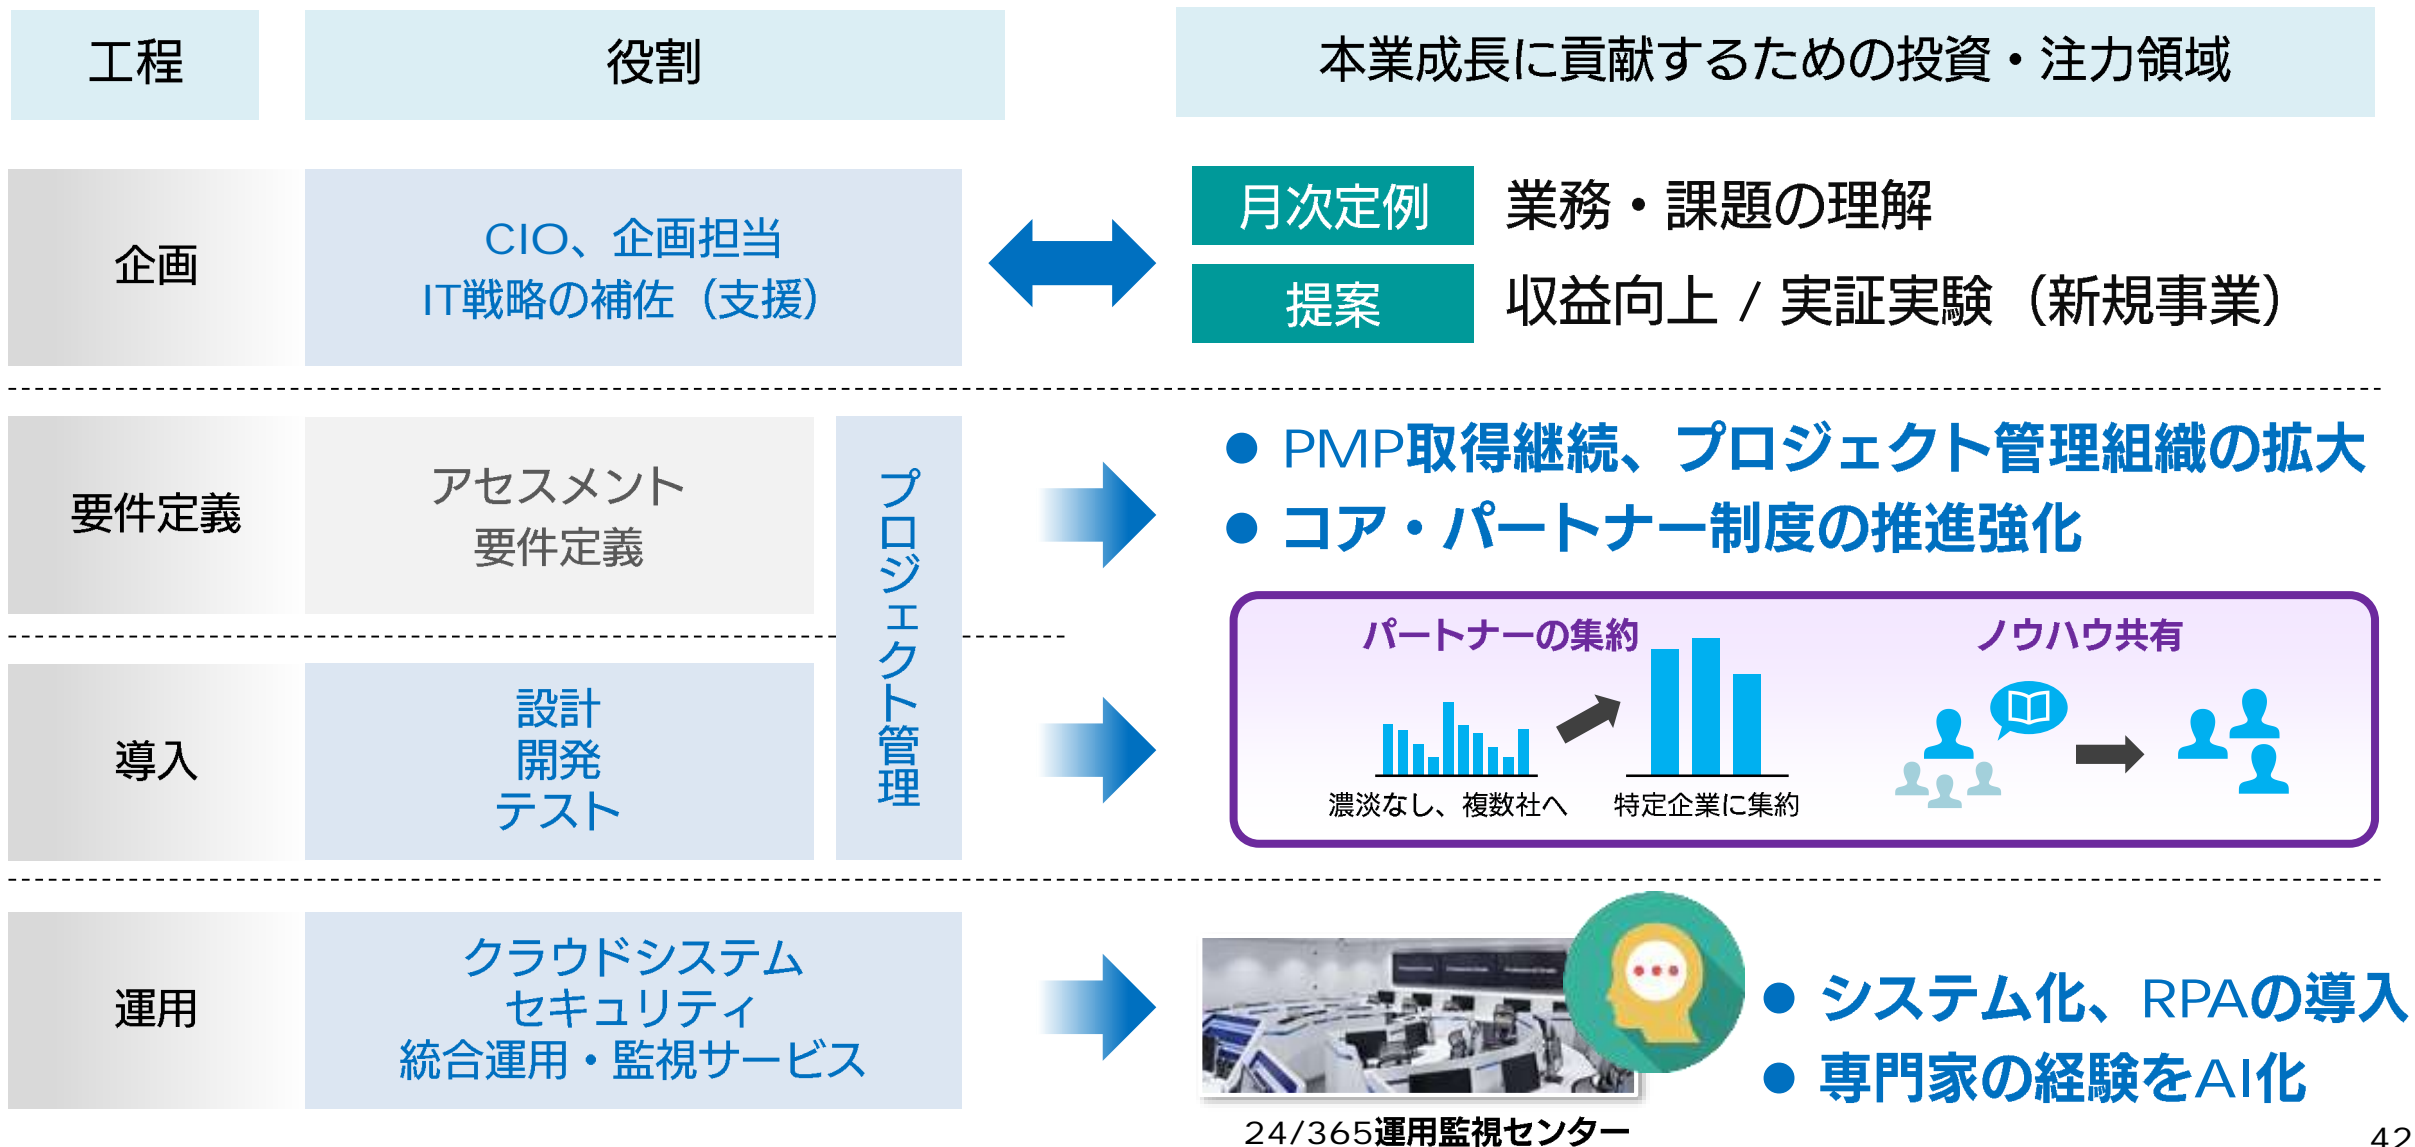 工程
役割
本業成長に貢献するための投資・注力領域
企画
CIO、企画担当
IT戦略の補佐（支援）
月次定例
業務・課題の理解
提案
収益向上 / 実証実験（新規事業）
要件定義
アセスメント
要件定義
プロジェクト管理
● PMP取得継続、プロジェクト管理組織の拡大
● コア・パートナー制度の推進強化
パートナーの集約
ノウハウ共有
濃淡なし、複数社へ
特定企業に集約
導入
設計
開発
テスト
運用
クラウドシステム
セキュリティ
統合運用・監視サービス
24/365運用監視センター
● システム化、RPAの導入
● 専門家の経験をAI化
42